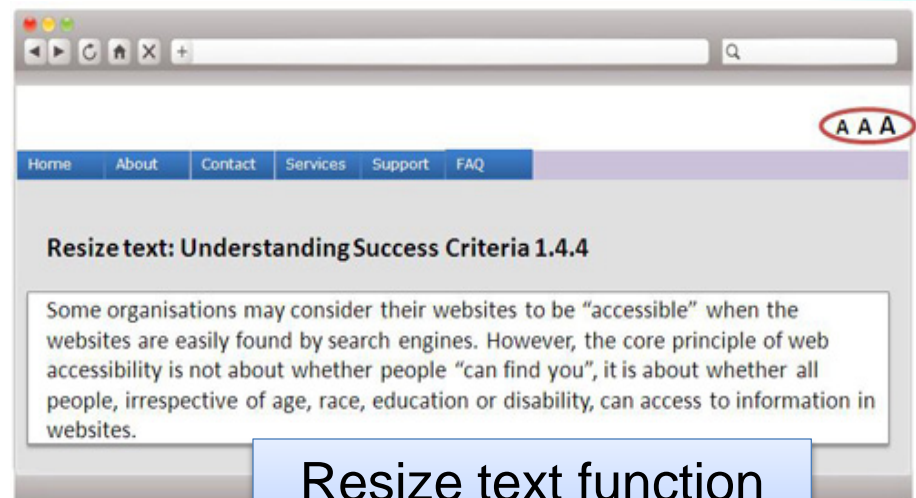 A A A
Home About Contact Services Support FAQ
Resize text: Understanding Success Criteria 1.4.4
Some organisations may consider their websites to be “accessible” when the
websites are easily found by search engines. However, the core principle of web
accessibility is not about whether people “can find you”, it is about whether all
people, irrespective of age, race, education or disability, can access to information in
websites.
Resize text function